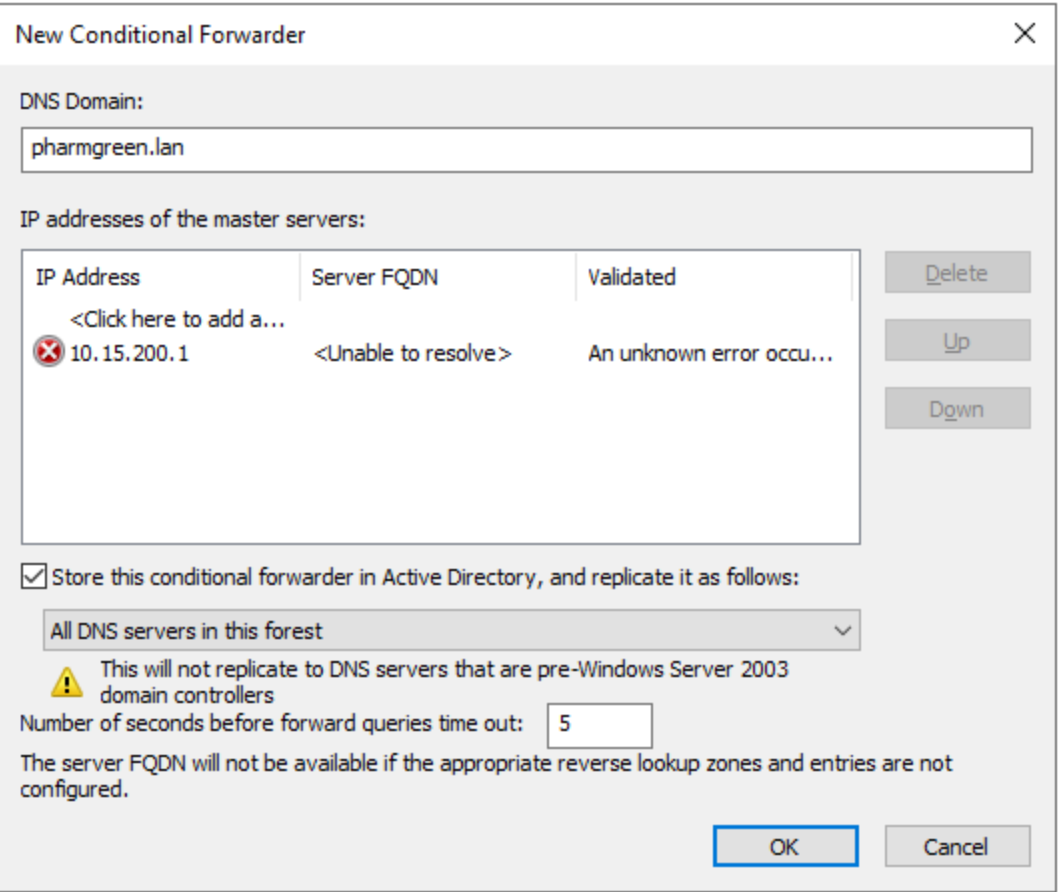 New Conditional Forwarder
DNS Domain:
pharmgreen.lan
IP addresses of the master servers:
IP Address Server FQDN Validated
<Click here to add a...
10.15.200.1 <Unable to resolve> An unknown error occu...
Delete
Up
Down
Store this conditional forwarder in Active Directory, and replicate it as follows:
All DNS servers in this forest
This will not replicate to DNS servers that are pre-Windows Server 2003
domain controllers
Number of seconds before forward queries time out: 5
The server FQDN will not be available if the appropriate reverse lookup zones and entries are not
configured.
OK Cancel